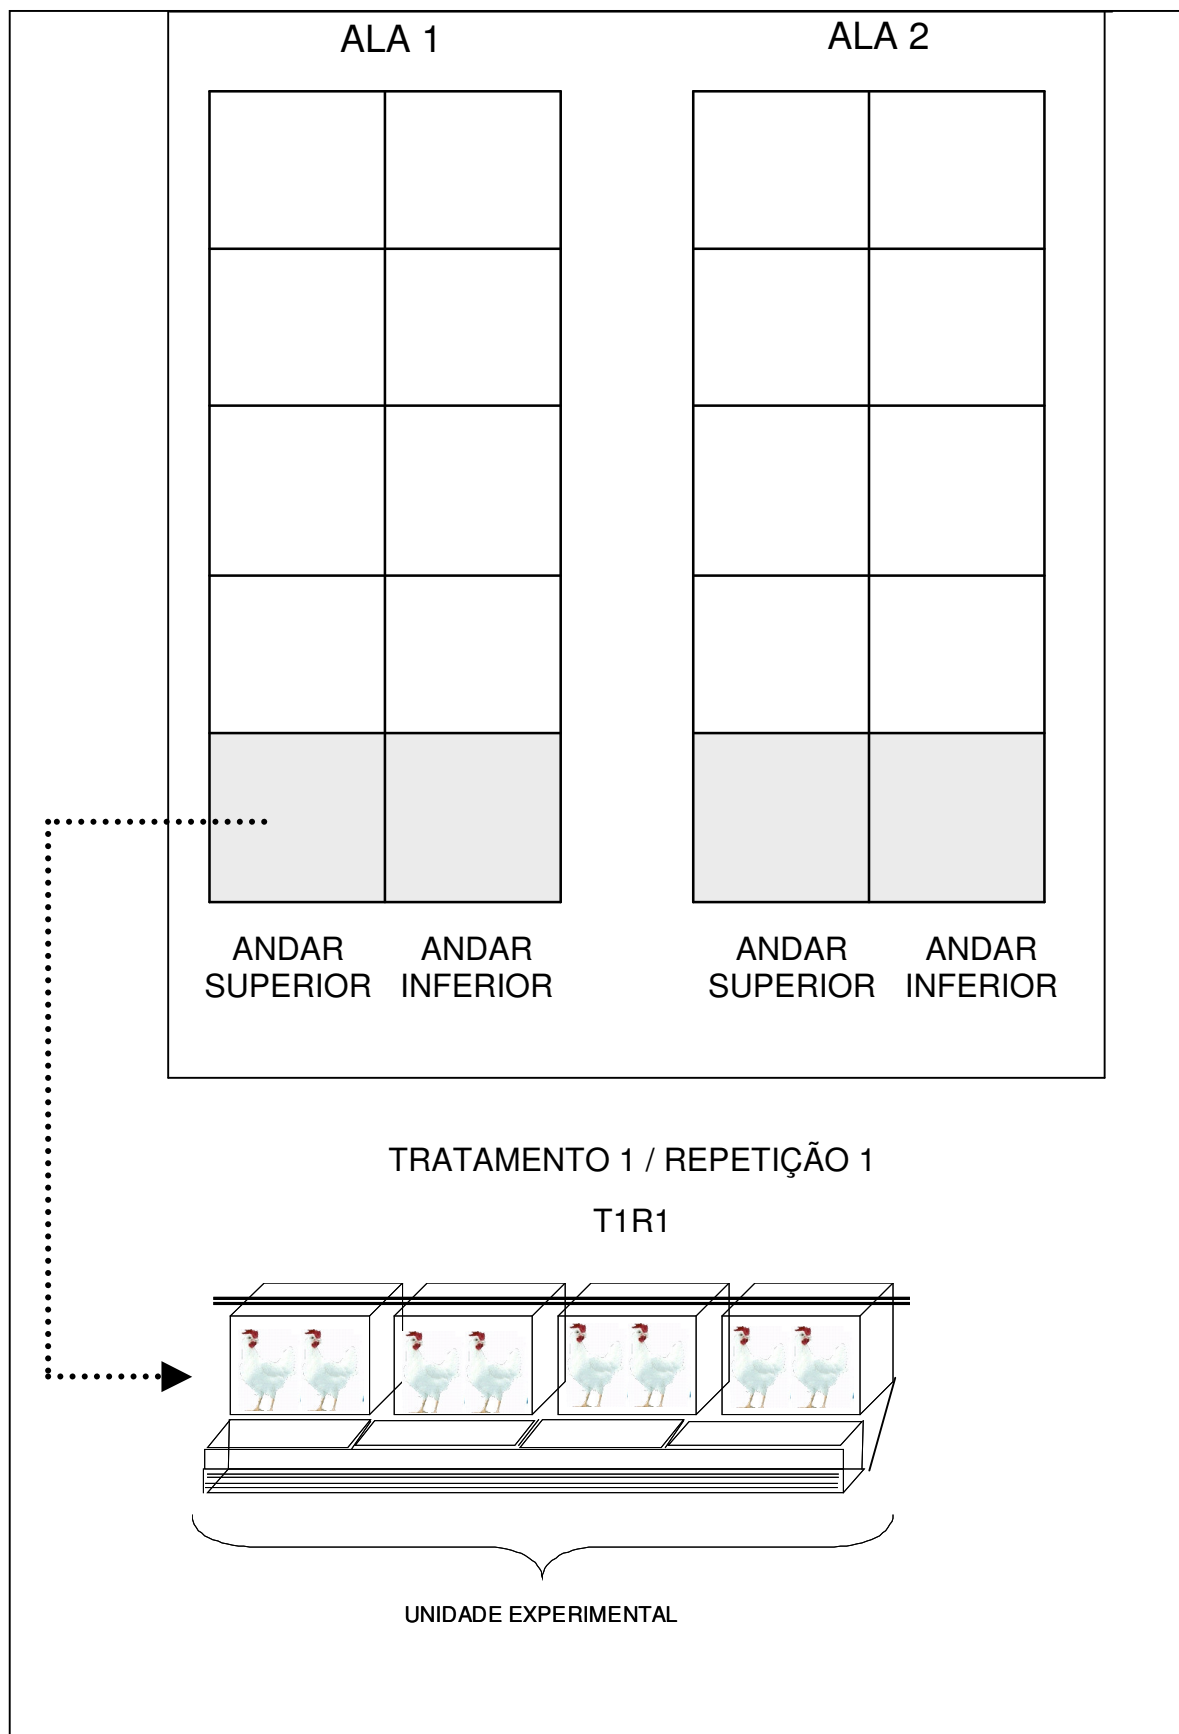 ALA 1
ALA 2
ANDAR SUPERIOR
ANDAR INFERIOR
ANDAR SUPERIOR
ANDAR INFERIOR
TRATAMENTO 1 / REPETIÇÃO 1
T1R1
UNIDADE EXPERIMENTAL